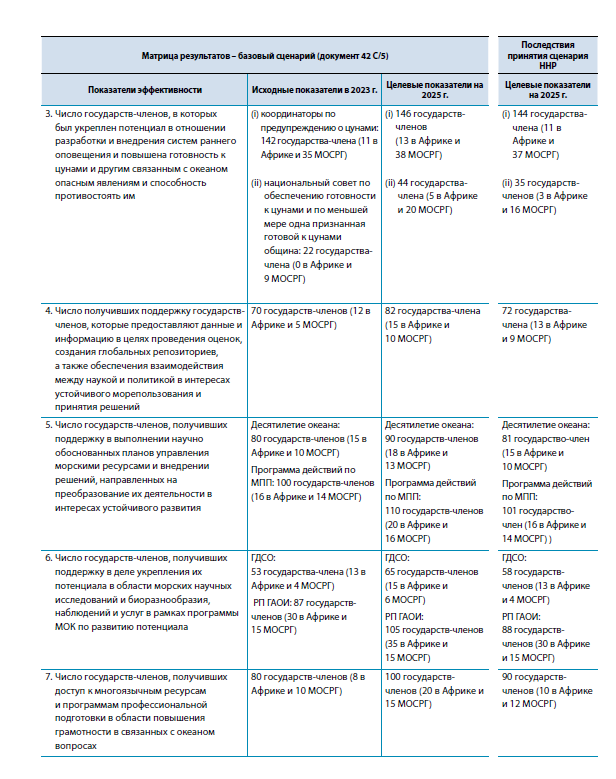 Матрица результатов – базовый сценарий (документ 42 C/5)
Последствия
принятия сценария
ННР
Показатели эффективности
Исходные показатели в 2023 г.
Целевые показатели на
2025 г.
Целевые показатели
на 2025 г.
3. Число государств-членов, в которых
был укреплен потенциал в отношении
разработки и внедрения систем раннего
оповещения и повышена готовность к
цунами и другим связанным с океаном
опасным явлениям и способность
противостоять им
(i) координаторы по
предупреждению о цунами:
142 государства-члена (11 в
Африке и 35 МОСРГ)
(ii) национальный совет по
обеспечению готовности
к цунами и по меньшей
мере одна признанная
готовой к цунами
община: 22 государства-
члена (0 в Африке и
9 МОСРГ)
(i) 146 государств-
членов
(13 в Африке и
38 МОСРГ)
(ii) 44 государства-
члена (5 в Африке
и 20 МОСРГ)
(i) 144 государства-
члена (11 в
Африке и
37 МОСРГ)
(ii) 35 государств-
членов (3 в Африке
и 16 МОСРГ)
4. Число получивших поддержку государств-
членов, которые предоставляют данные и
информацию в целях проведения оценок,
создания глобальных репозиториев,
а также обеспечения взаимодействия
между наукой и политикой в интересах
устойчивого морепользования и
принятия решений
70 государств-членов (12 в
Африке и 5 МОСРГ)
82 государства-члена
(15 в Африке и
10 МОСРГ)
72 государства-
члена (13 в Африке
и 9 МОСРГ)
5. Число государств-членов, получивших
поддержку в выполнении научно
обоснованных планов управления
морскими ресурсами и внедрении
решений, направленных на
преобразование их деятельности в
интересах устойчивого развития
Десятилетие океана:
80 государств-членов (15 в
Африке и 10 МОСРГ)
Программа действий по
МПП: 100 государств-членов
(16 в Африке и 14 МОСРГ)
Десятилетие океана:
90 государств-членов
(18 в Африке и
13 МОСРГ)
Программа действий
по МПП:
110 государств-членов
(20 в Африке и
16 МОСРГ)
Десятилетие океана:
81 государство-член
(15 в Африке и
10 МОСРГ)
Программа действий
по МПП:
101 государство-
член (16 в Африке и
14 МОСРГ) )
6. Число государств-членов, получивших
поддержку в деле укрепления их
потенциала в области морских научных
исследований и биоразнообразия,
наблюдений и услуг в рамках программы
МОК по развитию потенциала
ГДСО:
53 государства-члена (13 в
Африке и 4 МОСРГ)
РП ГАОИ: 87 государств-
членов (30 в Африке и
15 МОСРГ)
ГДСО:
65 государств-членов
(15 в Африке и
6 МОСРГ)
РП ГАОИ:
105 государств-членов
(35 в Африке и
15 МОСРГ)
ГДСО:
58 государств-
членов (13 в Африке
и 4 МОСРГ)
РП ГАОИ:
88 государств-
членов (30 в Африке
и 15 МОСРГ)
7. Число государств-членов, получивших
доступ к многоязычным ресурсам
и программам профессиональной
подготовки в области повышения
грамотности в связанных с океаном
вопросах
80 государств-членов (8 в
Африке и 10 МОСРГ)
100 государств-
членов (20 в Африке и
15 МОСРГ)
90 государств-
членов (10 в Африке
и 12 МОСРГ)